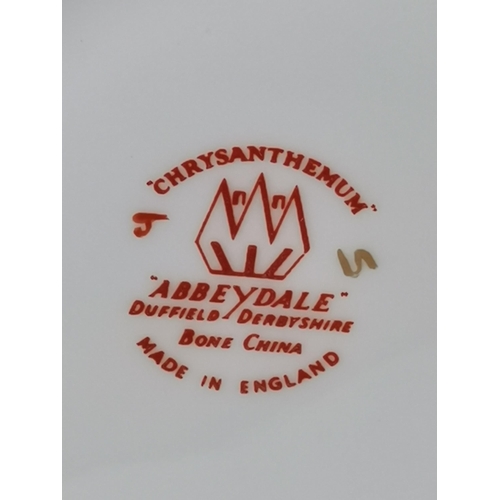 "CHRYSANTHEMUM"
"ABBEYDALE"
DUFFIELD DERBYSHIRE
BONE CHINA
MADE IN ENGLAND